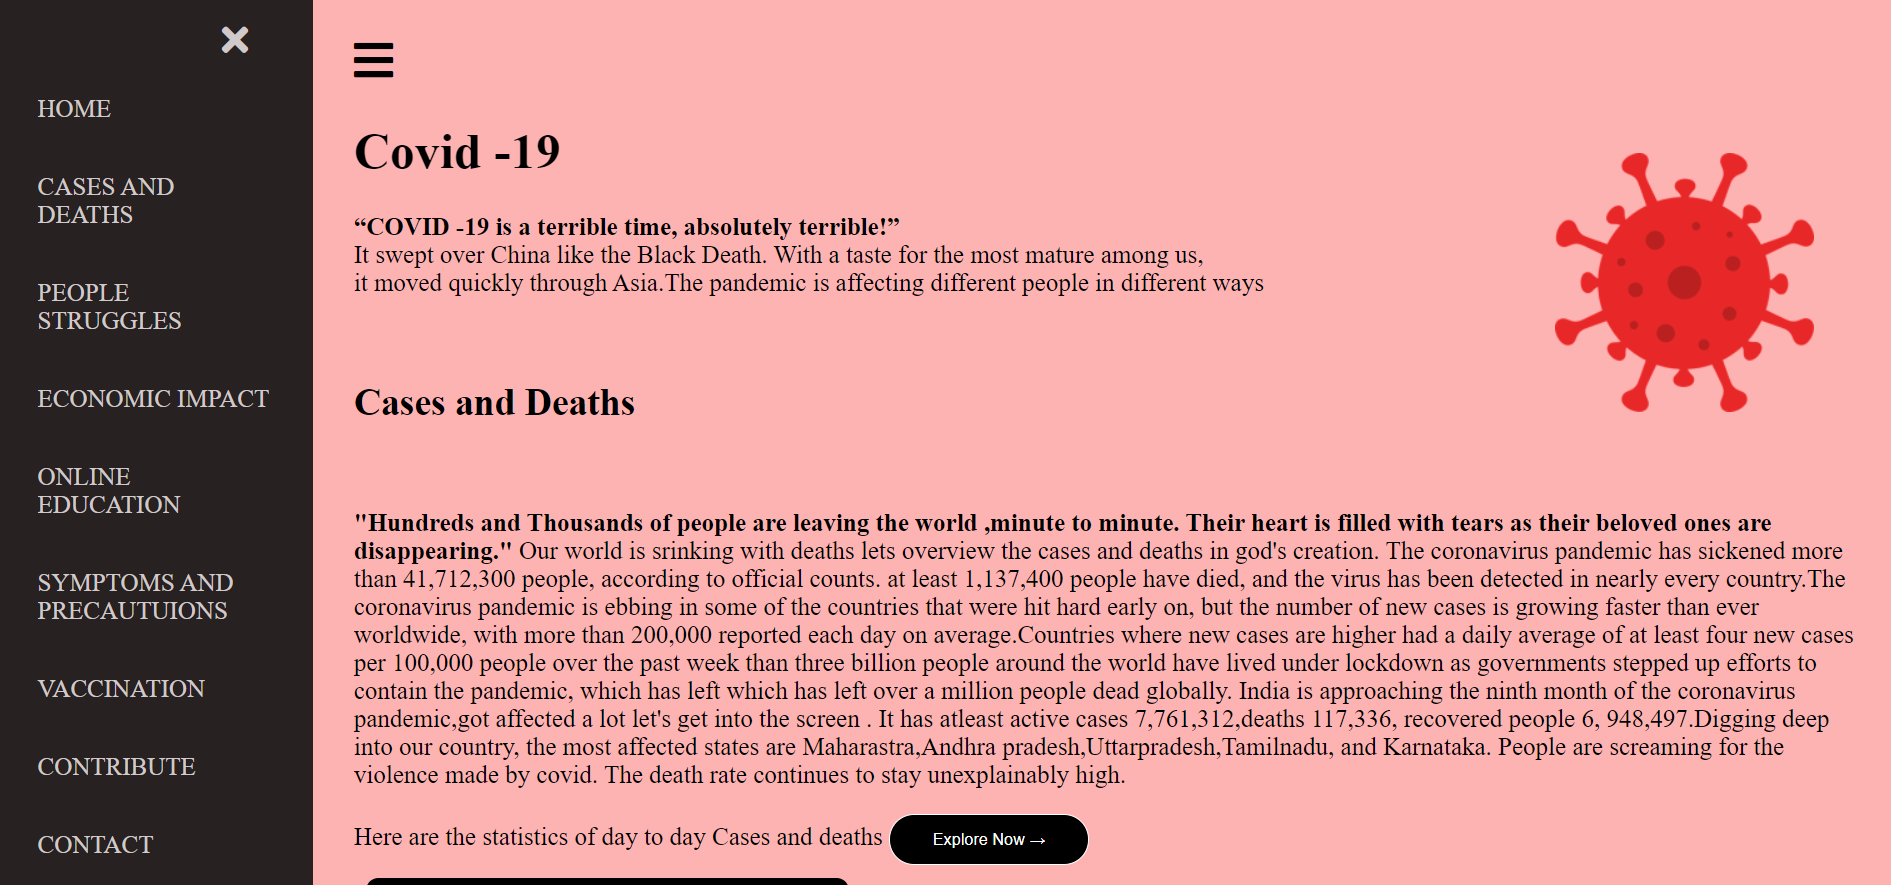 HOME
CASES AND
DEATHS
PEOPLE
STRUGGLES
ECONOMIC IMPACT
ONLINE
EDUCATION
SYMPTOMS AND
PRECAUTUIONS
VACCINATION
CONTRIBUTE
CONTACT
Covid -19
“COVID -19 is a terrible time, absolutely terrible!”
It swept over China like the Black Death. With a taste for the most mature among us,
it moved quickly through Asia.The pandemic is affecting different people in different ways
Cases and Deaths
"Hundreds and Thousands of people are leaving the world ,minute to minute. Their heart is filled with tears as their beloved ones are
disappearing." Our world is srinking with deaths lets overview the cases and deaths in god's creation. The coronavirus pandemic has sickened more
than 41,712,300 people, according to official counts. at least 1,137,400 people have died, and the virus has been detected in nearly every country.The
coronavirus pandemic is ebbing in some of the countries that were hit hard early on, but the number of new cases is growing faster than ever
worldwide, with more than 200,000 reported each day on average.Countries where new cases are higher had a daily average of at least four new cases
per 100,000 people over the past week than three billion people around the world have lived under lockdown as governments stepped up efforts to
contain the pandemic, which has left which has left over a million people dead globally. India is approaching the ninth month of the coronavirus
pandemic,got affected a lot let's get into the screen . It has atleast active cases 7,761,312,deaths 117,336, recovered people 6, 948,497.Digging deep
into our country, the most affected states are Maharastra,Andhra pradesh,Uttarpradesh,Tamilnadu, and Karnataka. People are screaming for the
violence made by covid. The death rate continues to stay unexplainably high.
Here are the statistics of day to day Cases and deaths Explore Now →